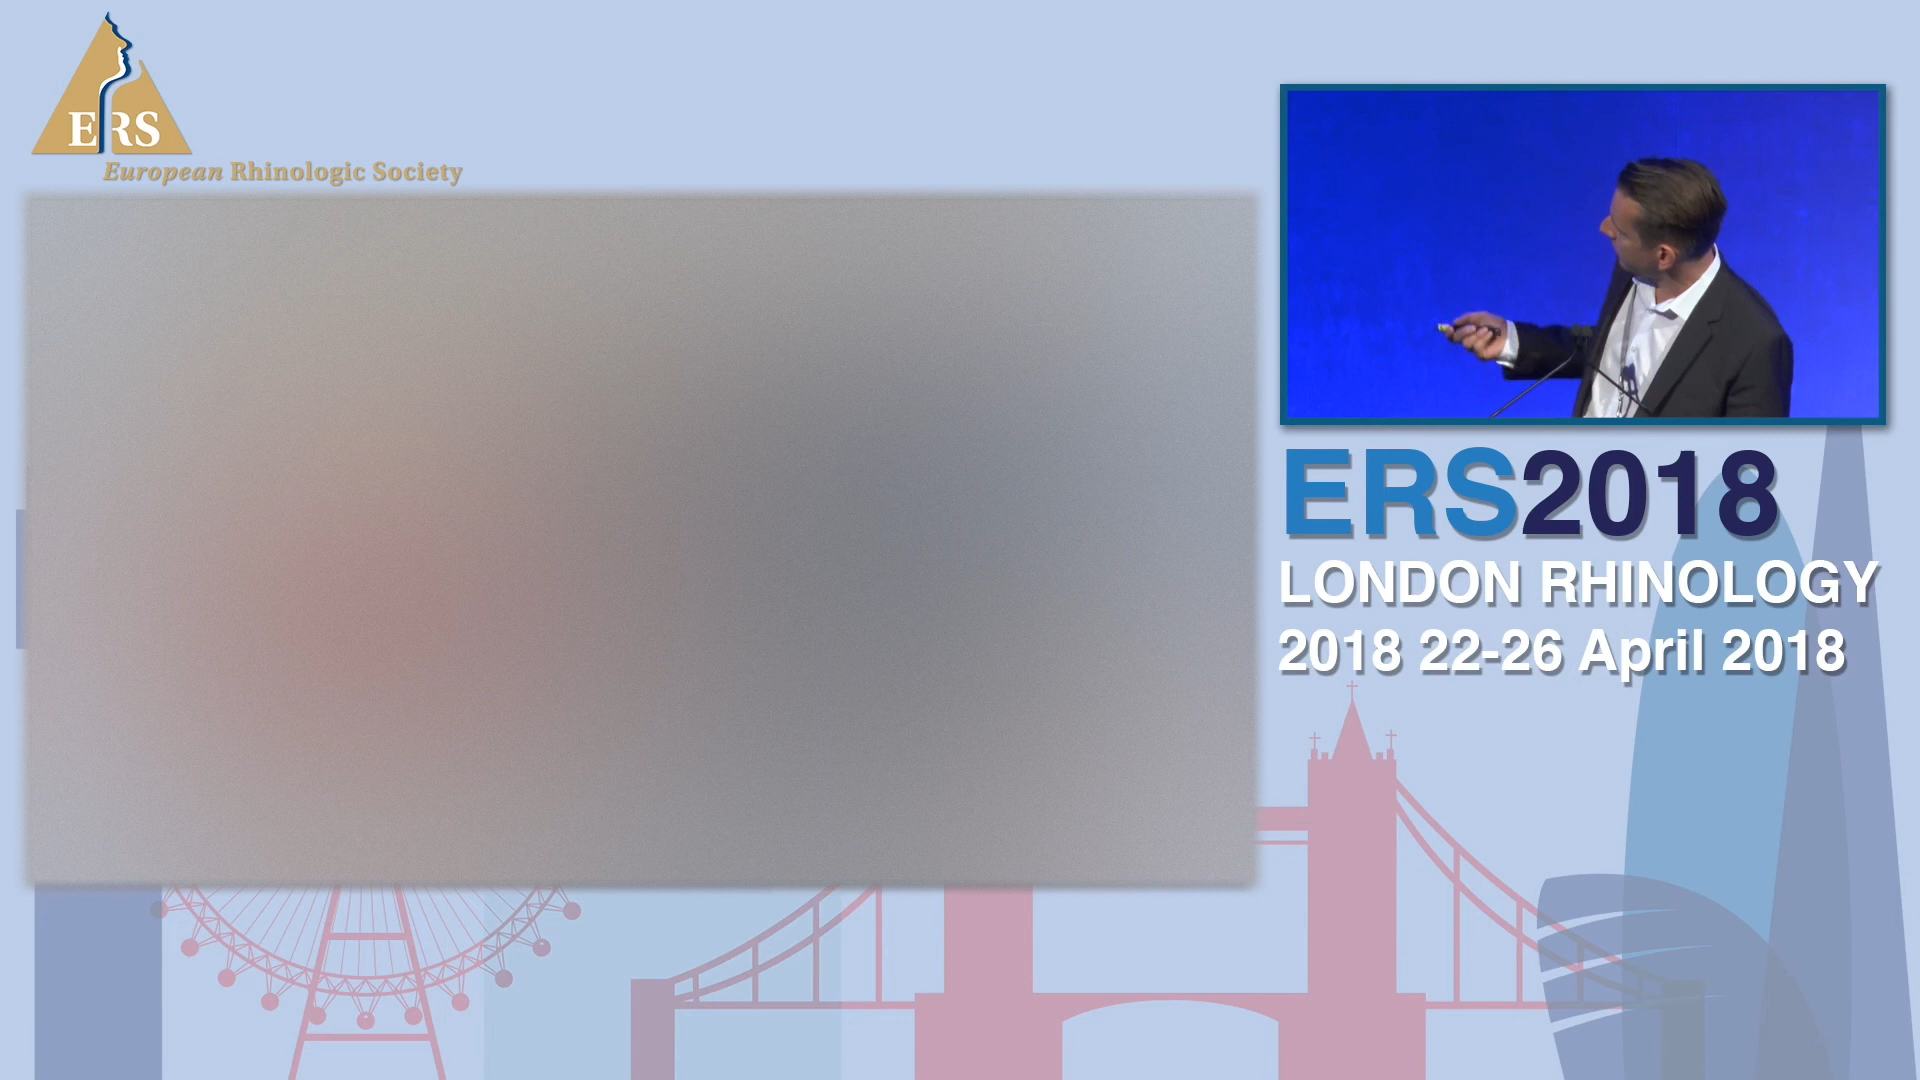 ERS
European Rhinologic Society
ERS2018
LONDON RHINOLOGY
2018 22-26 April 2018